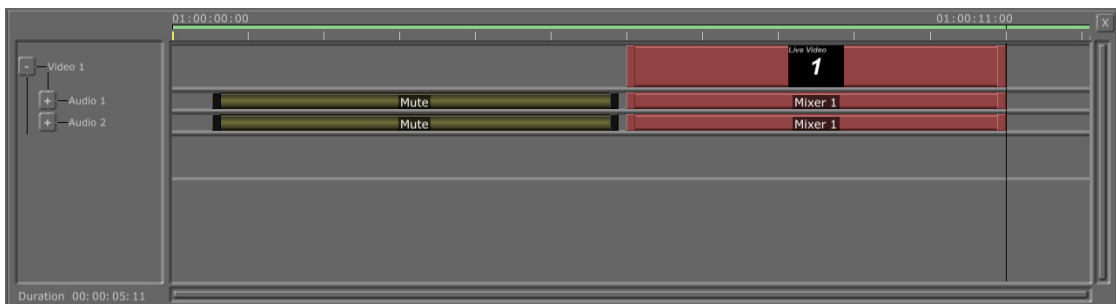 01:00:00:00 01:00:11:00 X
- Video 1 Live Video
1
+ Audio 1 Mute Mixer 1
+ Audio 2 Mute Mixer 1
Duration 00:00:05:11